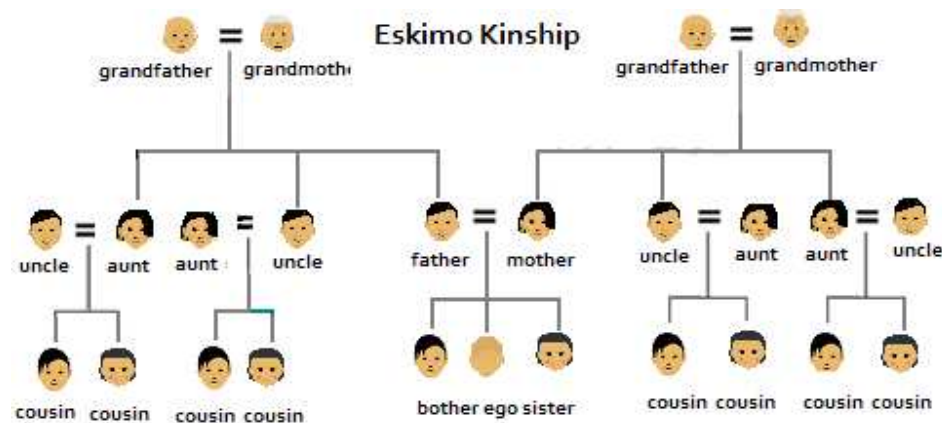 Eskimo Kinship
grandfather grandmothe grandfather grandmother
uncle aunt aunt uncle father mother uncle aunt aunt uncle
cousin cousin cousin cousin bother ego sister cousin cousin cousin cousin